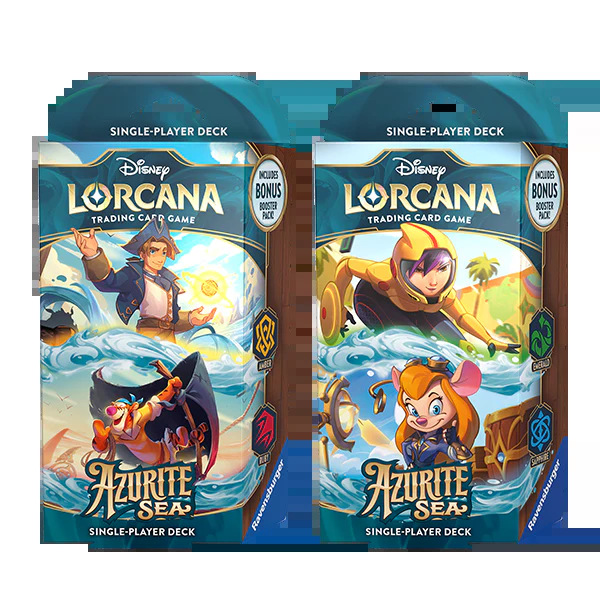 SINGLE-PLAYER DECK
Disney
LORCANA
TRADING CARD GAME
INCLUDES
BONUS
BOOSTER
PACK!
AMBER
RUBY
AZURITE
SEA
SINGLE-PLAYER DECK
Ravensburger
SINGLE-PLAYER DECK
Disney
LORCANA
TRADING CARD GAME
INCLUDES
BONUS
BOOSTER
PACK!
EMERALD
SAPPHIRE
AZURITE
SEA
SINGLE-PLAYER DECK
Ravensburger